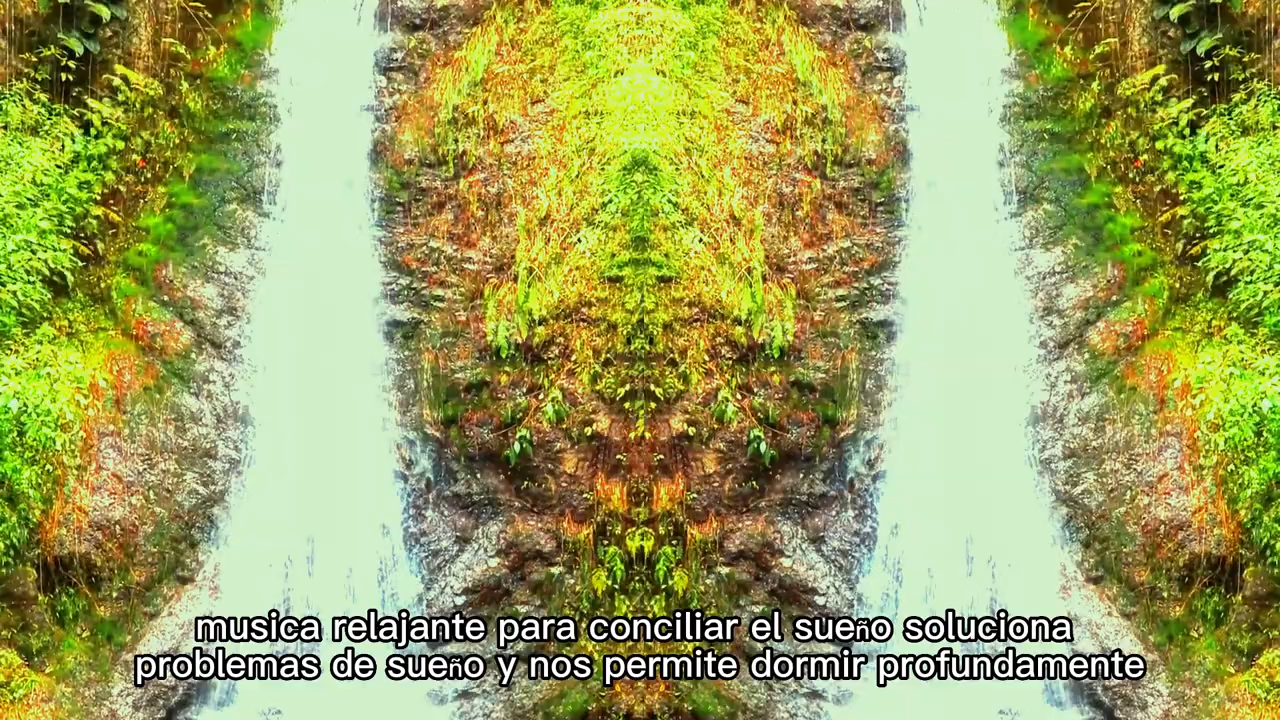 musica relajante para conciliar el sueño soluciona
problemas de sueño y nos permite dormir profundamente